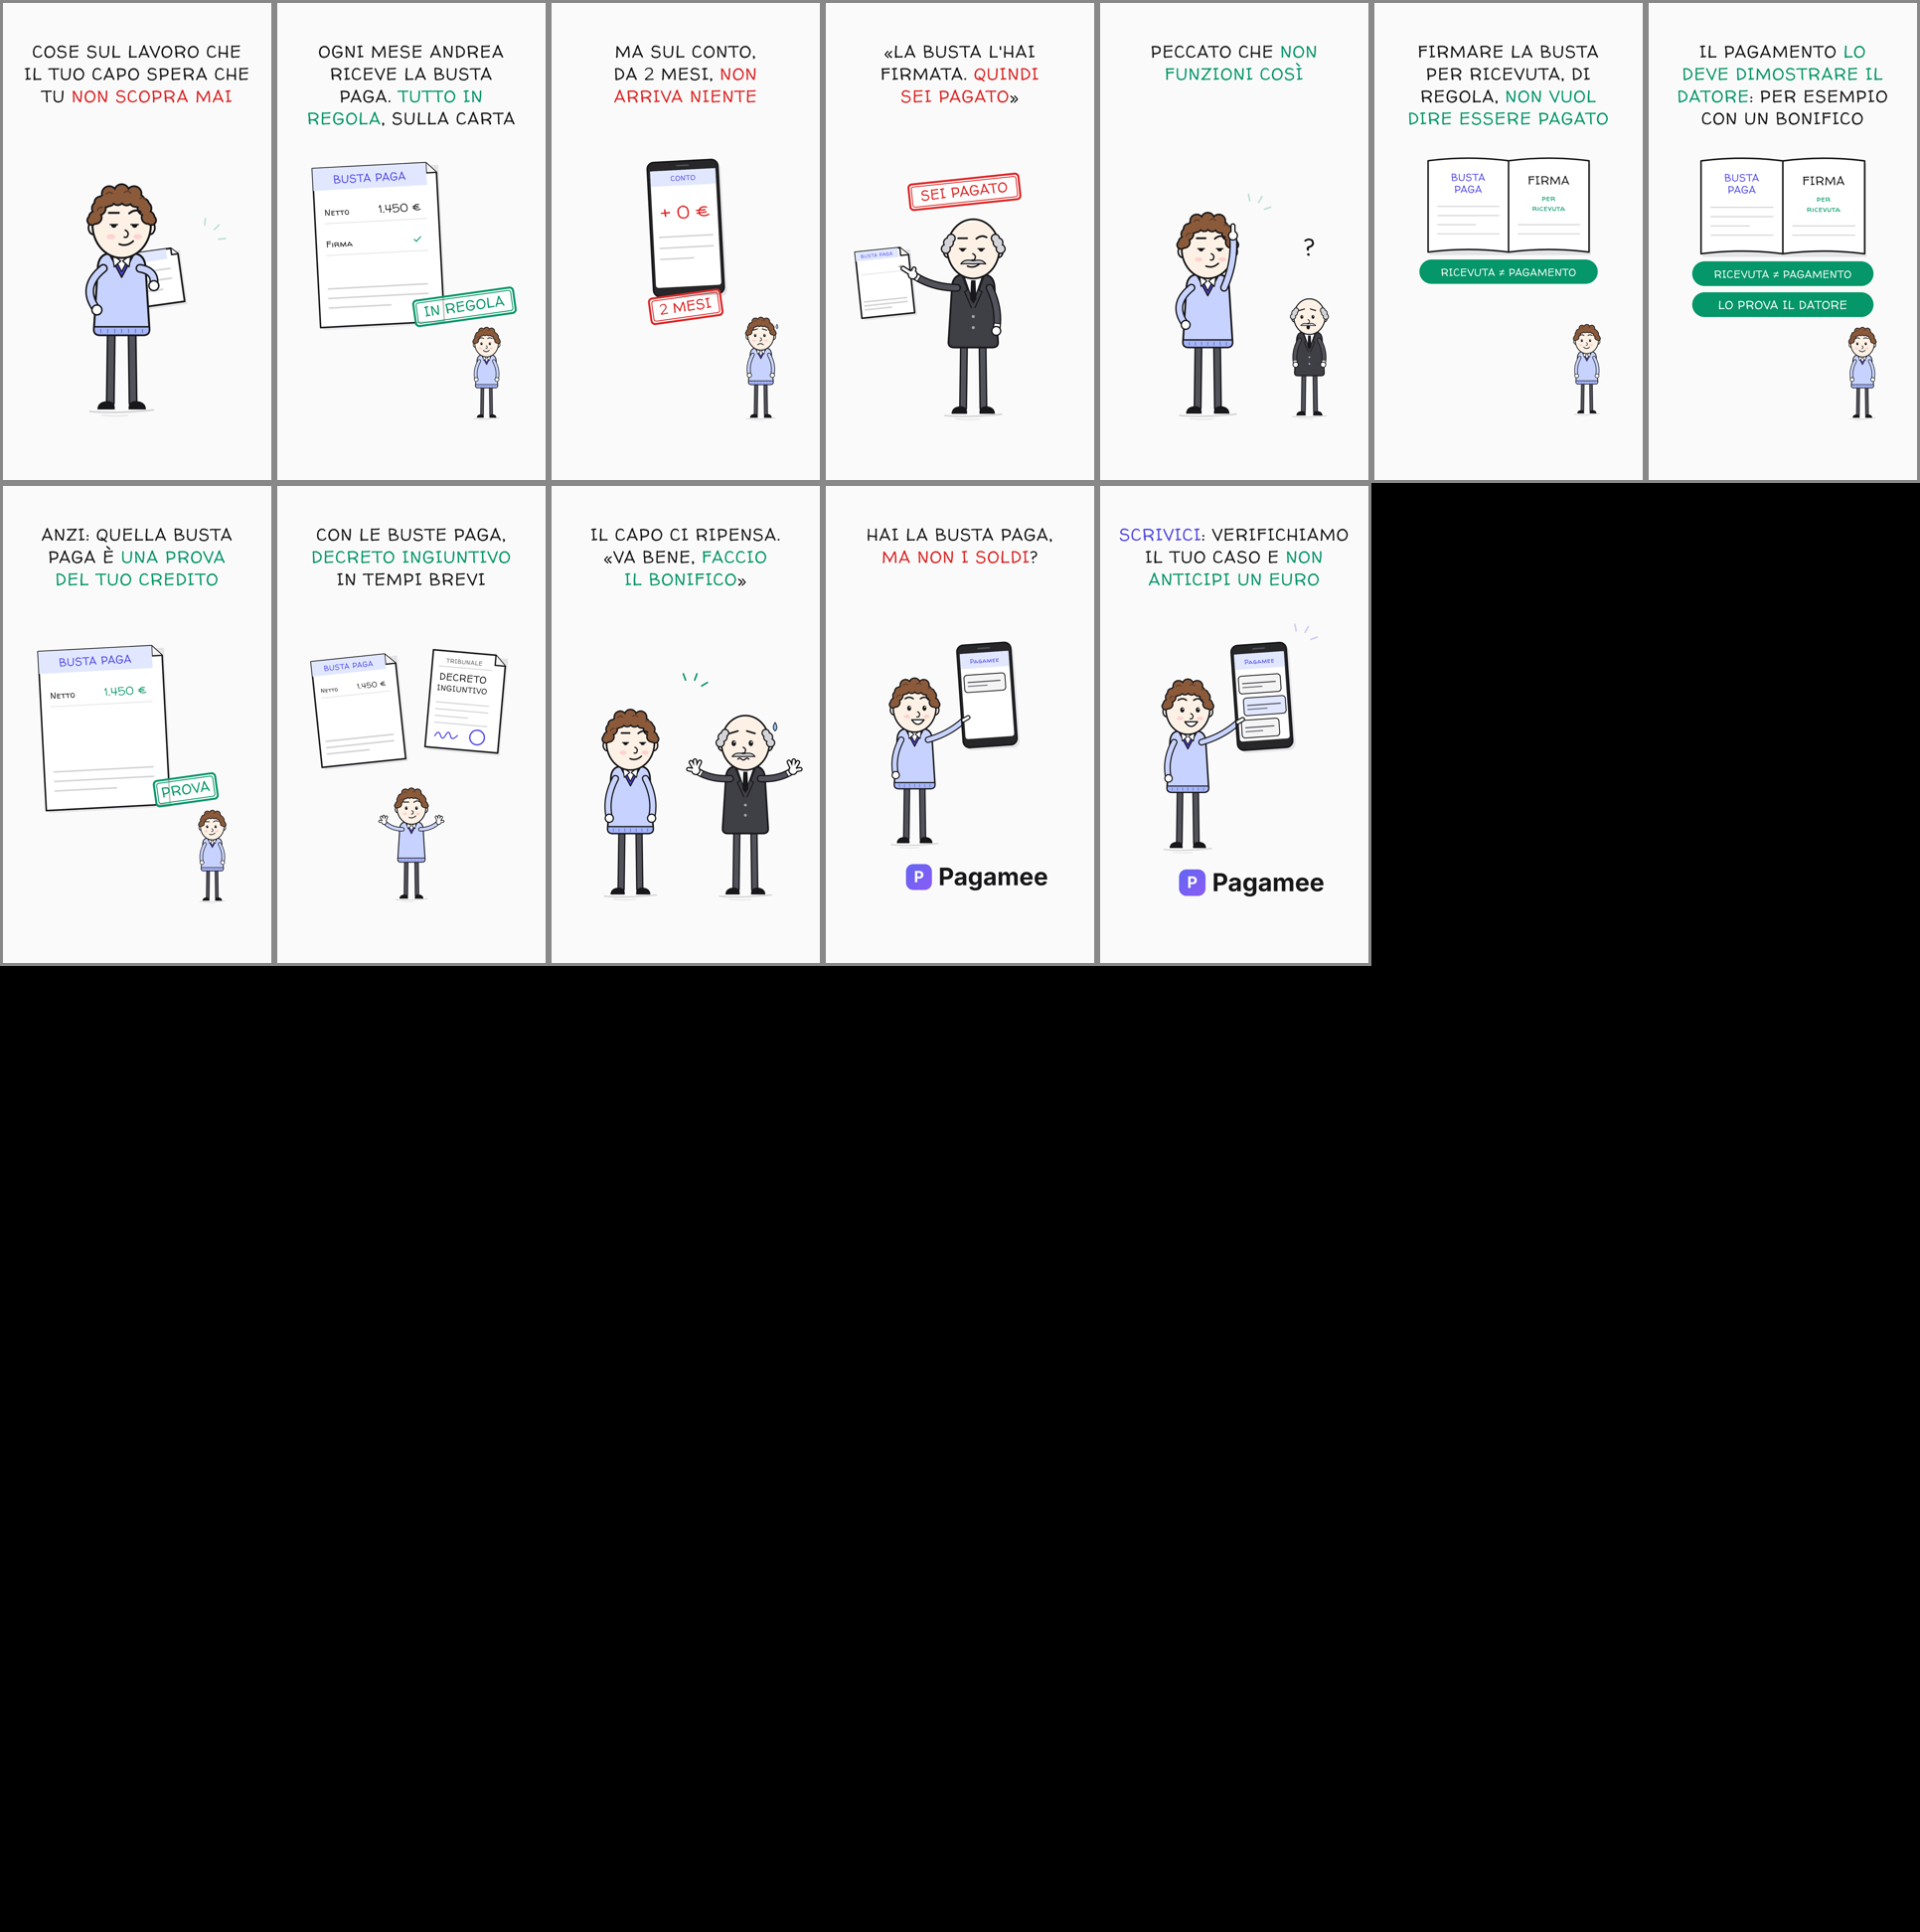 COSE SUL LAVORO CHE
IL TUO CAPO SPERA CHE
TU NON SCOPRA MAI
OGNI MESE ANDREA
RICEVE LA BUSTA
PAGA. TUTTO IN
REGOLA, SULLA CARTA
BUSTA PAGA
NETTO 1.450 €
FIRMA ✓
IN REGOLA
MA SUL CONTO,
DA 2 MESI, NON
ARRIVA NIENTE
CONTO
+ 0 €
2 MESI
«LA BUSTA L'HAI
FIRMATA. QUINDI
SEI PAGATO»
SEI PAGATO
BUSTA PAGA
PECCATO CHE NON
FUNZIONI COSÌ
?
FIRMARE LA BUSTA
PER RICEVUTA, DI
REGOLA, NON VUOL
DIRE ESSERE PAGATO
BUSTA
PAGA
FIRMA
PER
RICEVUTA
RICEVUTA ≠ PAGAMENTO
IL PAGAMENTO LO
DEVE DIMOSTRARE IL
DATORE: PER ESEMPIO
CON UN BONIFICO
BUSTA
PAGA
FIRMA
PER
RICEVUTA
RICEVUTA ≠ PAGAMENTO
LO PROVA IL DATORE
ANZI: QUELLA BUSTA
PAGA È UNA PROVA
DEL TUO CREDITO
BUSTA PAGA
NETTO 1.450 €
PROVA
CON LE BUSTE PAGA,
DECRETO INGIUNTIVO
IN TEMPI BREVI
BUSTA PAGA
NETTO 1.450 €
TRIBUNALE
DECRETO
INGIUNTIVO
IL CAPO CI RIPENSA.
«VA BENE, FACCIO
IL BONIFICO»
HAI LA BUSTA PAGA,
MA NON I SOLDI?
PAGAMEE
P Pagamee
SCRIVICI: VERIFICHIAMO
IL TUO CASO E NON
ANTICIPI UN EURO
PAGAMEE
P Pagamee